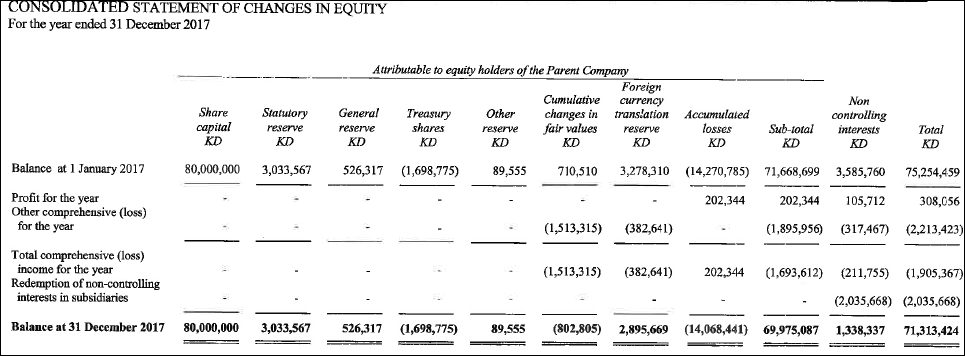 CONSOLIDATED STATEMENT OF CHANGES IN EQUITY
For the year ended 31 December 2017
Attributable to equity holders of the Parent Company
Share capital KD Statutory reserve KD General reserve KD Treasury shares KD Other reserve KD Cumulative changes in fair values KD Foreign currency translation reserve KD Accumulated losses KD Sub-total KD Non controlling interests KD Total KD
Balance at 1 January 2017 80,000,000 3,033,567 526,317 (1,698,775) 89,555 710,510 3,278,310 (14,270,785) 71,668,699 3,585,760 75,254,459
Profit for the year - - - - - - - 202,344 202,344 105,712 308,056
Other comprehensive (loss)
for the year - - - - - (1,513,315) (382,641) - (1,895,956) (317,467) (2,213,423)
Total comprehensive (loss)
income for the year - - - - - (1,513,315) (382,641) 202,344 (1,693,612) (211,755) (1,905,367)
Redemption of non-controlling
interests in subsidiaries - - - - - - - - - (2,035,668) (2,035,668)
Balance at 31 December 2017 80,000,000 3,033,567 526,317 (1,698,775) 89,555 (802,805) 2,895,669 (14,068,441) 69,975,087 1,338,337 71,313,424